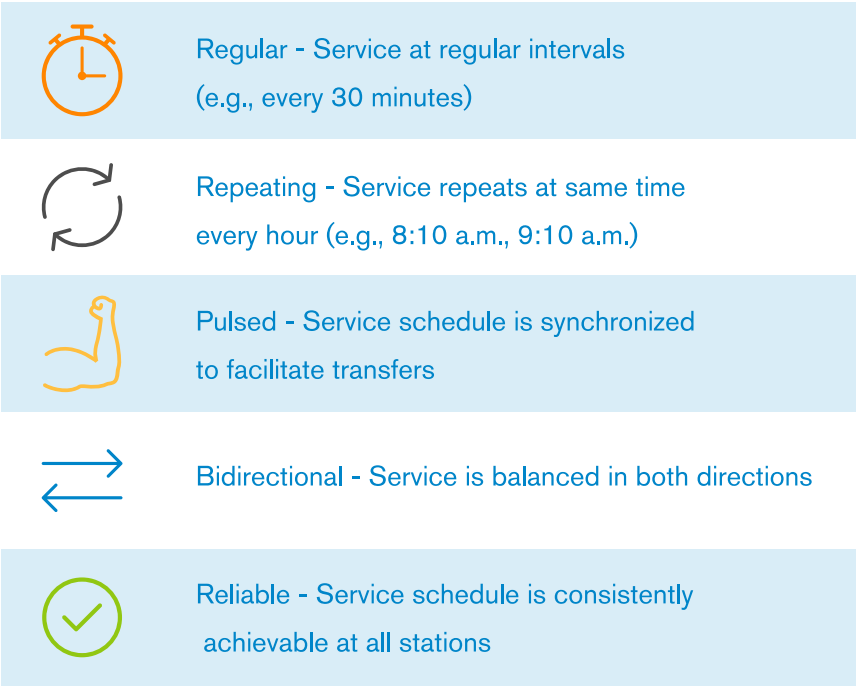 Regular - Service at regular intervals
(e.g., every 30 minutes)
Repeating - Service repeats at same time
every hour (e.g., 8:10 a.m., 9:10 a.m.)
Pulsed - Service schedule is synchronized
to facilitate transfers
Bidirectional - Service is balanced in both directions
Reliable - Service schedule is consistently
achievable at all stations